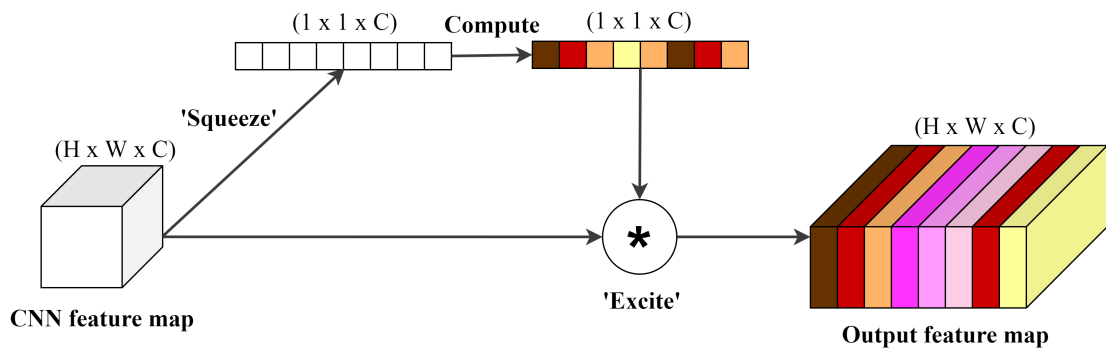 (1 x 1 x C)
Compute
(1 x 1 x C)
'Squeeze'
(H x W x C)
(H x W x C)
*
'Excite'
CNN feature map
Output feature map